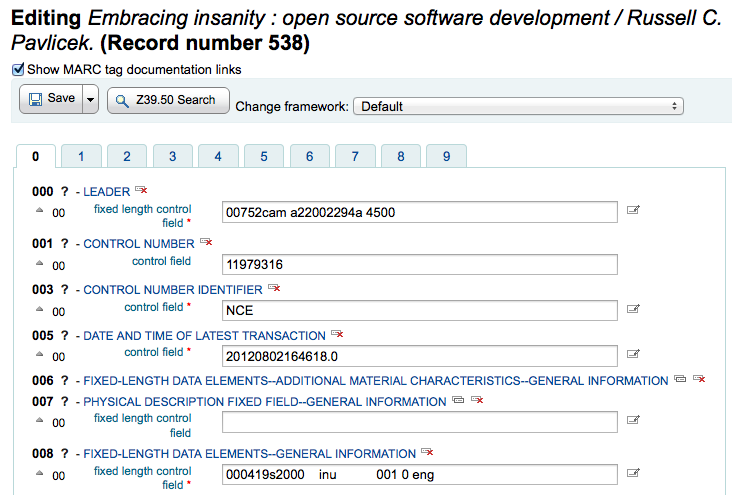 Editing Embracing insanity : open source software development / Russell C.
Pavlicek. (Record number 538)
Show MARC tag documentation links
Save Z39.50 Search Change framework: Default
0 1 2 3 4 5 6 7 8 9
000 ? - LEADER
00 fixed length control
field * 00752cam a22002294a 4500
001 ? - CONTROL NUMBER
00 control field 11979316
003 ? - CONTROL NUMBER IDENTIFIER
00 control field * NCE
005 ? - DATE AND TIME OF LATEST TRANSACTION
00 control field * 20120802164618.0
006 ? - FIXED-LENGTH DATA ELEMENTS--ADDITIONAL MATERIAL CHARACTERISTICS--GENERAL INFORMATION
007 ? - PHYSICAL DESCRIPTION FIXED FIELD--GENERAL INFORMATION
00 fixed length control
field
008 ? - FIXED-LENGTH DATA ELEMENTS--GENERAL INFORMATION
00 fixed length control
field * 000419s2000 inu 001 0 eng